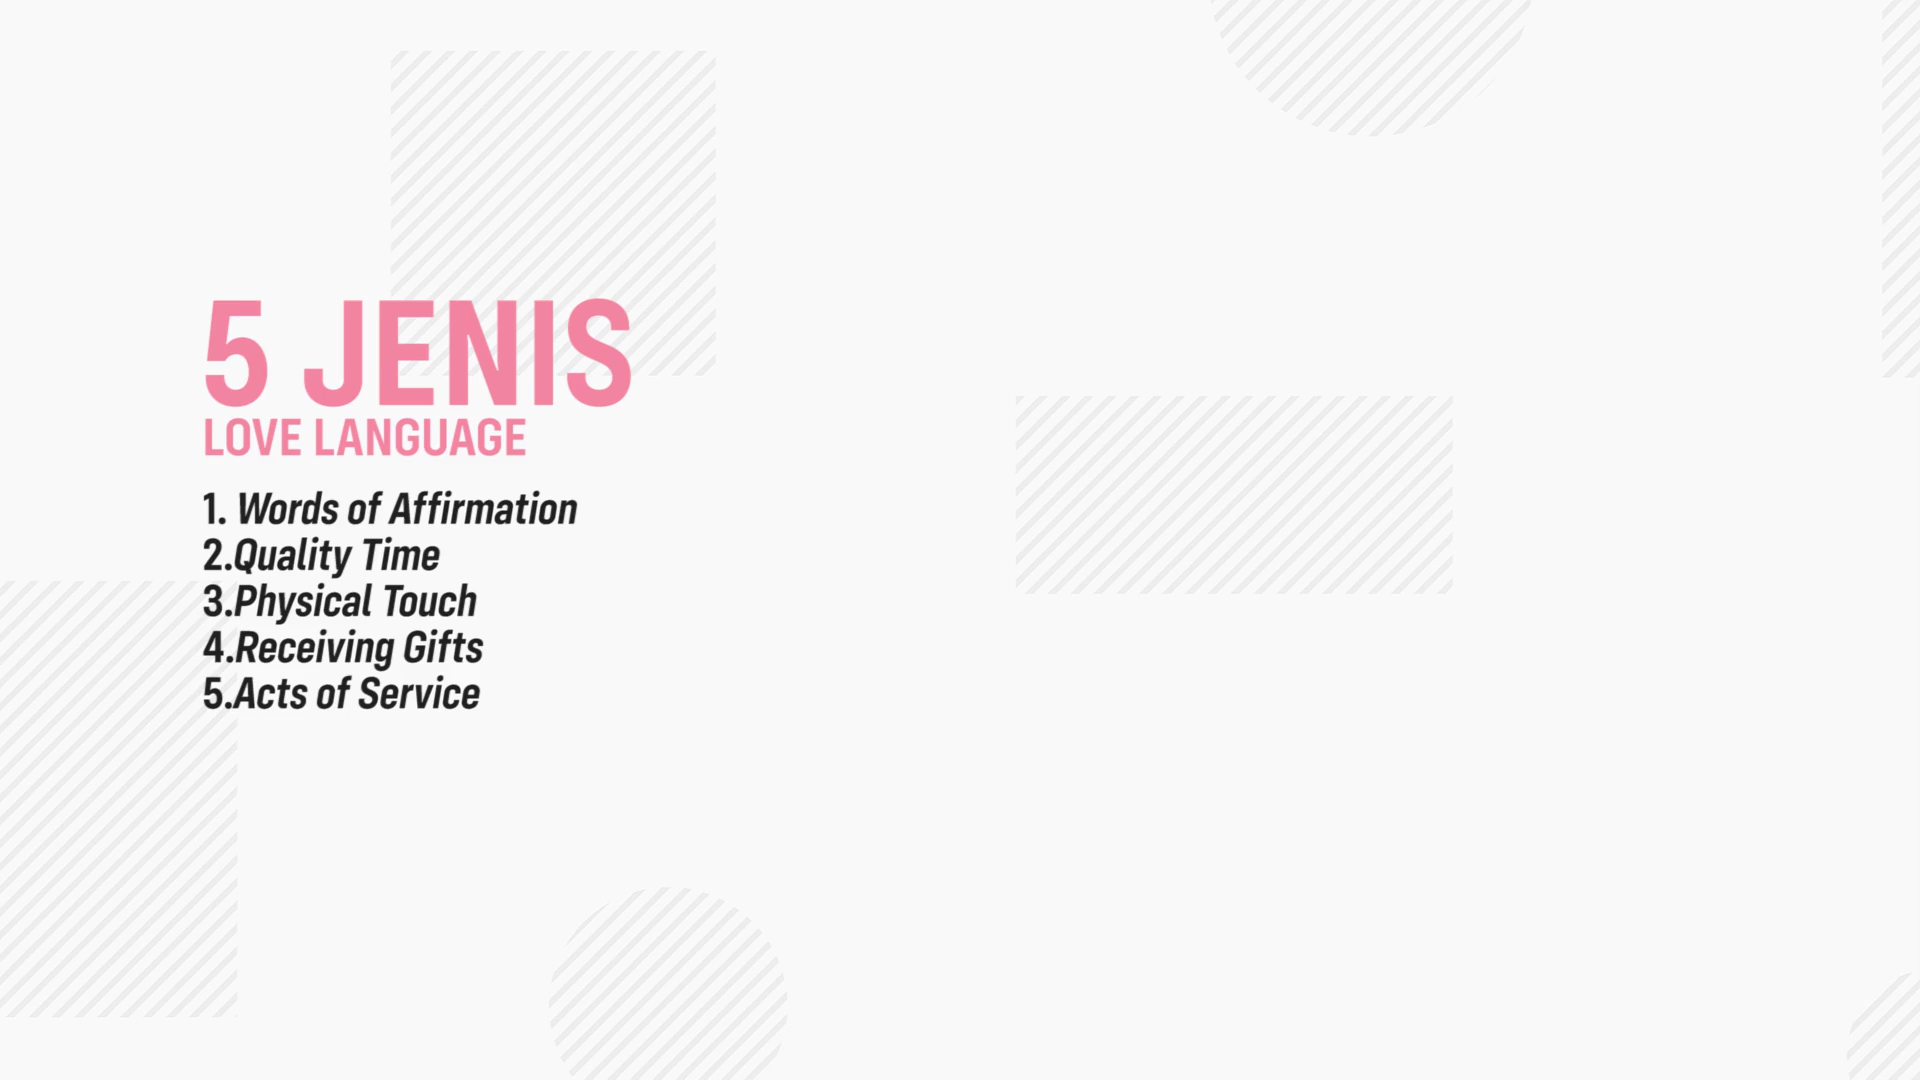 5 JENIS
LOVE LANGUAGE
1. Words of Affirmation
2.Quality Time
3.Physical Touch
4.Receiving Gifts
5.Acts of Service